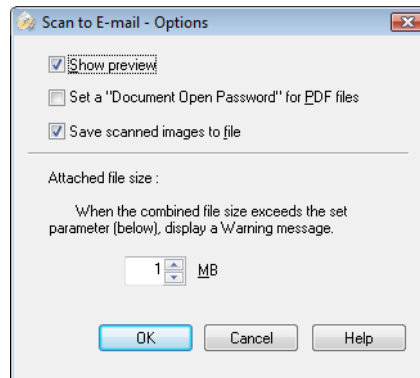 Scan to E-mail - Options
Show preview
Set a "Document Open Password" for PDF files
Save scanned images to file
Attached file size :
When the combined file size exceeds the set
parameter (below), display a Warning message.
1 MB
OK Cancel Help